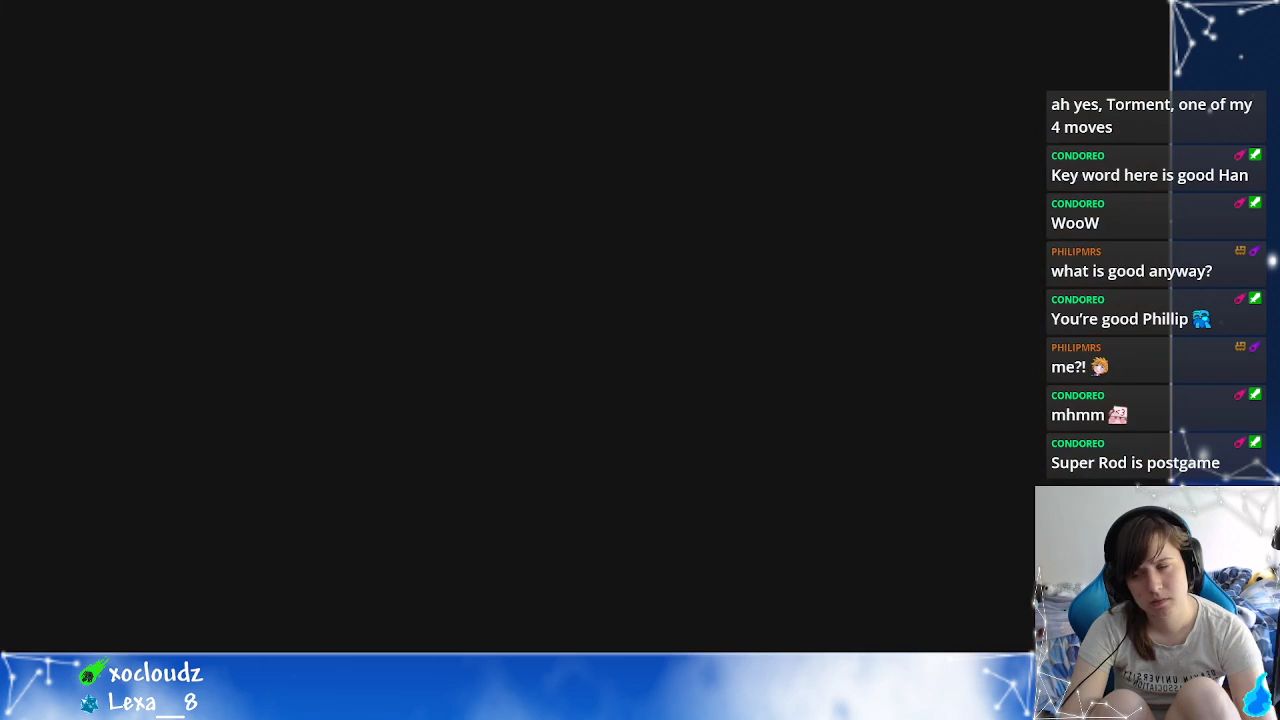 ah yes, Torment, one of my
4 moves
CONDOREO
Key word here is good Han
CONDOREO
WooW
PHILIPMRS
what is good anyway?
CONDOREO
You're good Phillip
PHILIPMRS
me?!
CONDOREO
mhmm
CONDOREO
Super Rod is postgame
xocloudz
Lexa__8